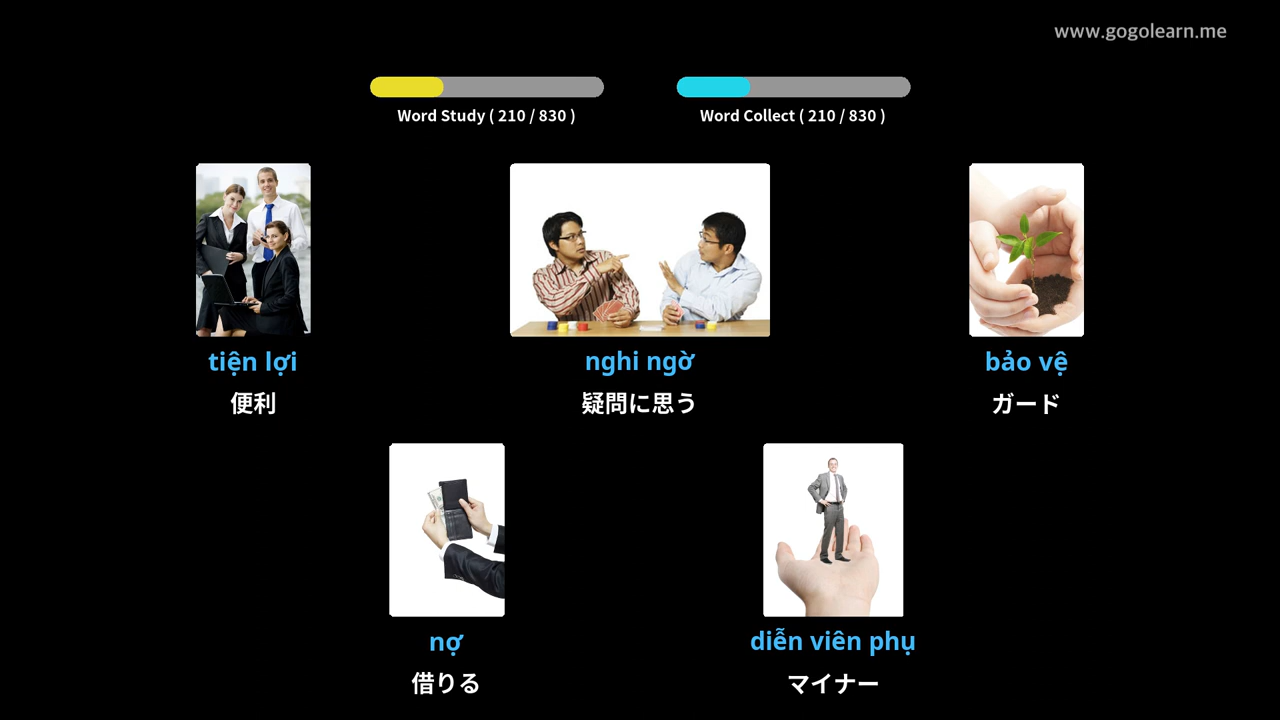 www.gogolearn.me
Word Study ( 210 / 830 )
Word Collect ( 210 / 830 )
tiện lợi
便利
nghi ngờ
疑問に思う
bảo vệ
ガード
nợ
借りる
diễn viên phụ
マイナー